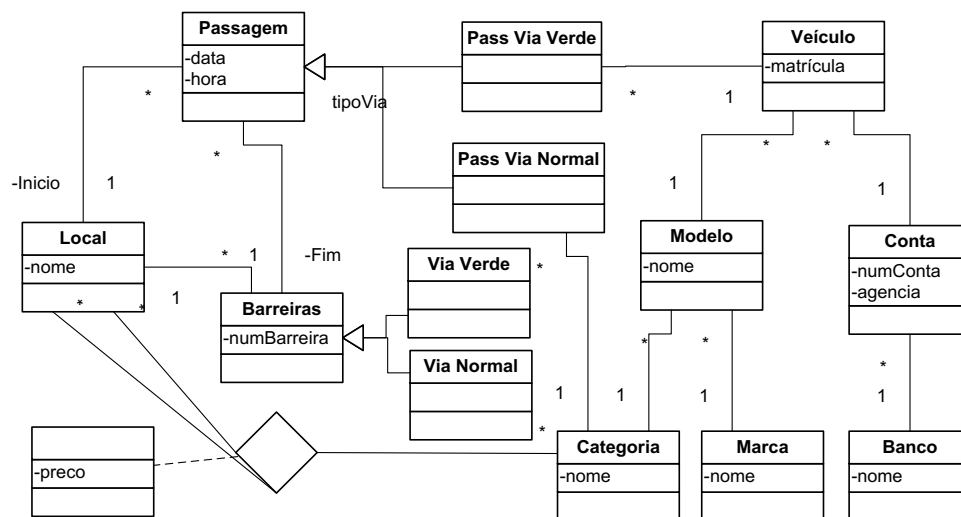 Passagem
-data
-hora
Pass Via Verde
Veículo
-matrícula
*
tipoVia
*
1
*
Pass Via Normal
*
*
-Inicio
1
1
1
Local
-nome
*
1
-Fim
Modelo
-nome
Conta
-numConta
-agencia
Via Verde
*
*
*
1
Barreiras
-numBarreira
*
*
*
Via Normal
1
1
1
1
*
-preco
Categoria
-nome
Marca
-nome
Banco
-nome